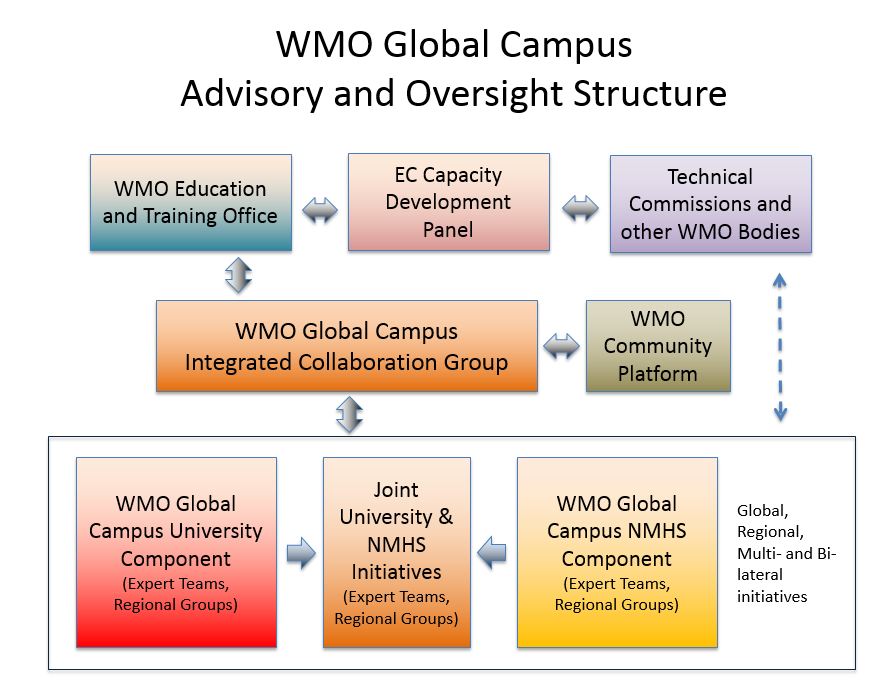 WMO Global Campus
Advisory and Oversight Structure
WMO Education
and Training Office
EC Capacity
Development
Panel
Technical
Commissions and
other WMO Bodies
WMO Global Campus
Integrated Collaboration Group
WMO
Community
Platform
WMO Global
Campus University
Component
(Expert Teams,
Regional Groups)
Joint
University &
NMHS
Initiatives
(Expert Teams,
Regional Groups)
WMO Global
Campus NMHS
Component
(Expert Teams,
Regional Groups)
Global,
Regional,
Multi- and Bi-
lateral
initiatives